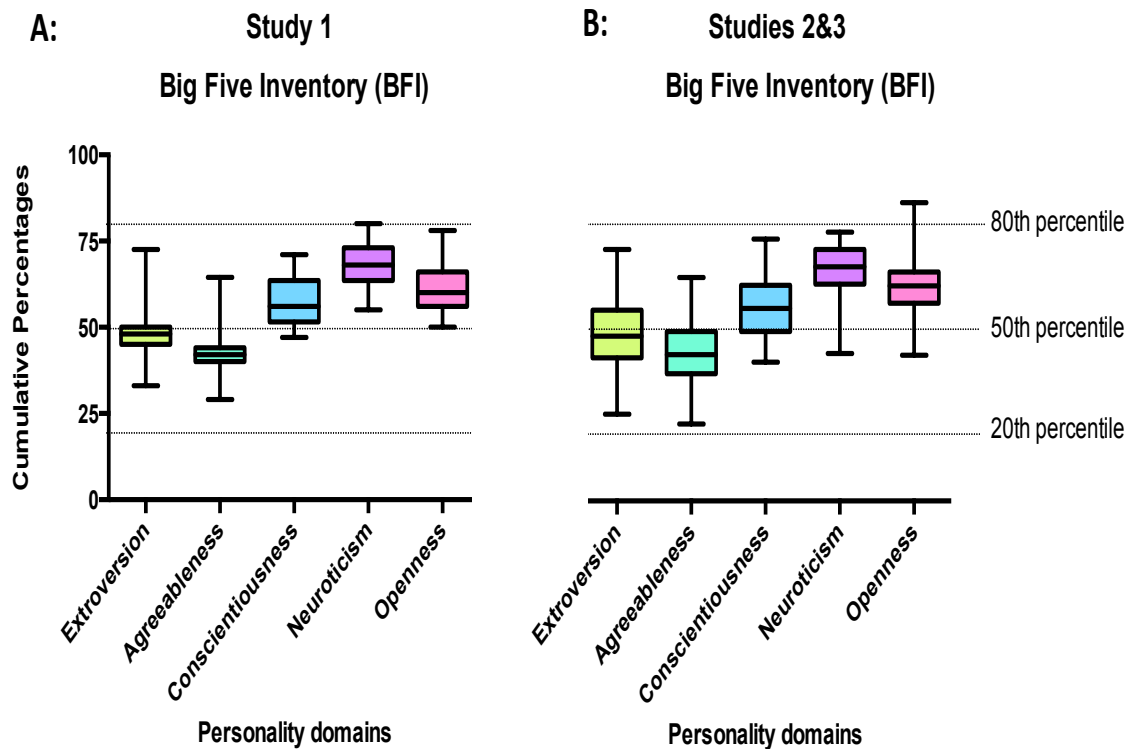 A:
Study 1
Big Five Inventory (BFI)
Cumulative Percentages
100
75
50
25
0
Extroversion
Agreeableness
Conscientiousness
Neuroticism
Openness
Personality domains
B:
Studies 2&3
Big Five Inventory (BFI)
80th percentile
50th percentile
20th percentile
Extroversion
Agreeableness
Conscientiousness
Neuroticism
Openness
Personality domains